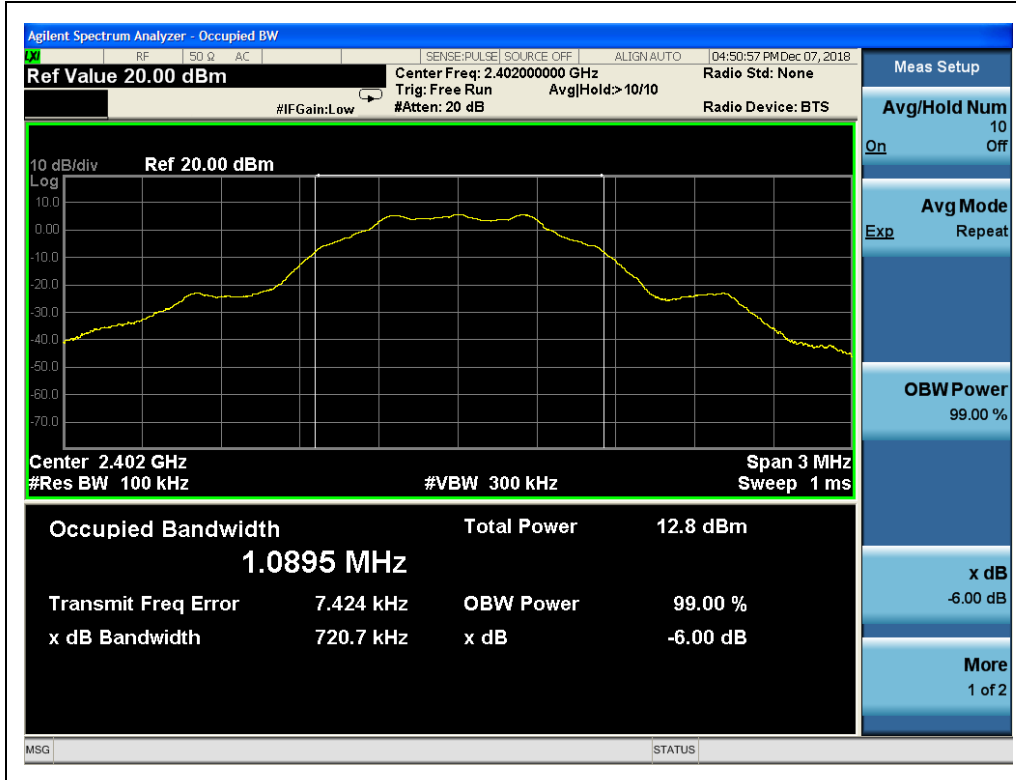 Agilent Spectrum Analyzer - Occupied BW
LXI RF 50 Ω AC SENSE:PULSE SOURCE OFF ALIGN AUTO 04:50:57 PM Dec 07, 2018
Ref Value 20.00 dBm
Center Freq: 2.402000000 GHz
Radio Std: None
Trig: Free Run Avg|Hold:> 10/10
#IFGain:Low #Atten: 20 dB
Radio Device: BTS
10 dB/div Ref 20.00 dBm
Log
10.0
0.00
-10.0
-20.0
-30.0
-40.0
-50.0
-60.0
-70.0
Center 2.402 GHz
Span 3 MHz
#Res BW 100 kHz
#VBW 300 kHz
Sweep 1 ms
Occupied Bandwidth
Total Power 12.8 dBm
1.0895 MHz
Transmit Freq Error 7.424 kHz
OBW Power 99.00 %
x dB Bandwidth 720.7 kHz
x dB -6.00 dB
Meas Setup
Avg/Hold Num
10
On Off
Avg Mode
Exp Repeat
OBW Power
99.00 %
x dB
-6.00 dB
More
1 of 2
MSG
STATUS